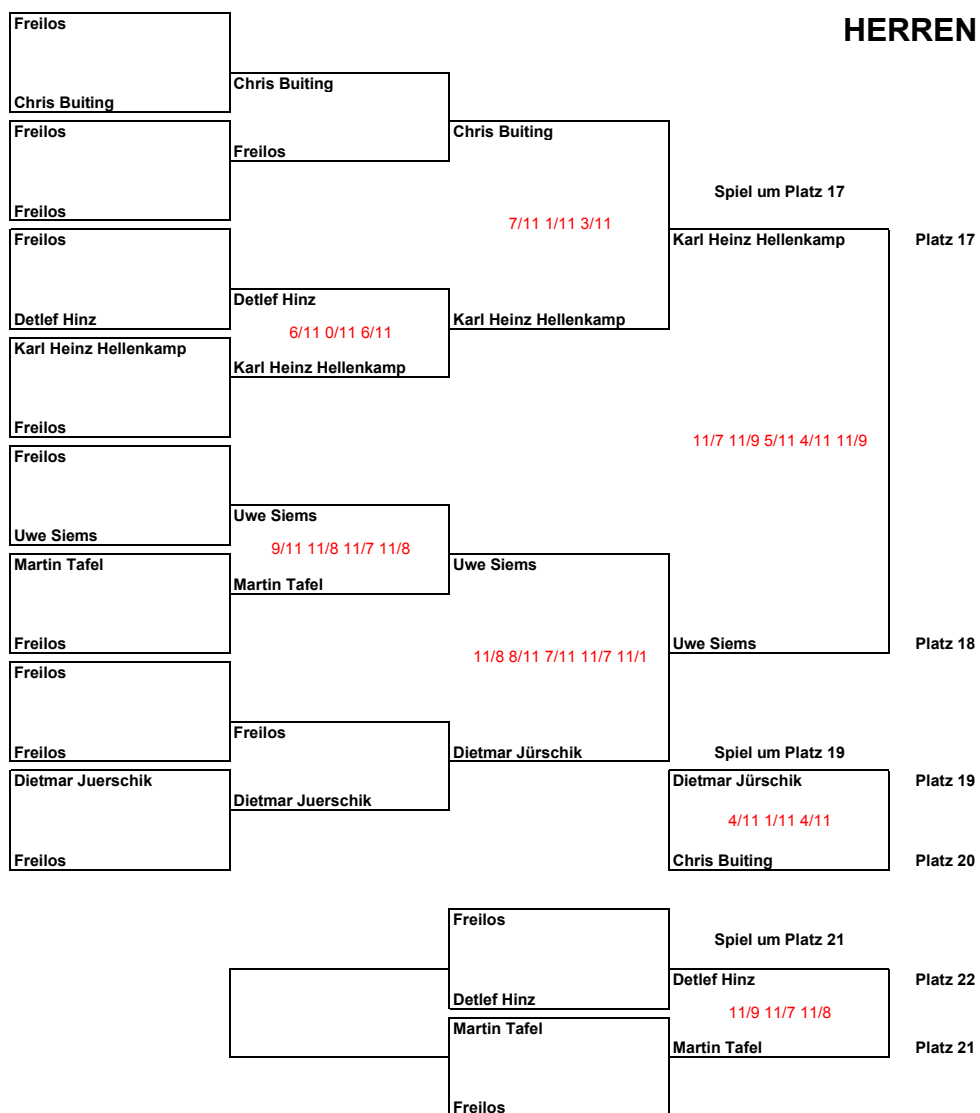 Freilos
HERREN
Chris Buiting
Chris Buiting
Freilos
Chris Buiting
Freilos
Spiel um Platz 17
Freilos
7/11 1/11 3/11
Freilos
Karl Heinz Hellenkamp
Platz 17
Detlef Hinz
Detlef Hinz
Karl Heinz Hellenkamp
6/11 0/11 6/11
Karl Heinz Hellenkamp
Karl Heinz Hellenkamp
Freilos
11/7 11/9 5/11 4/11 11/9
Freilos
Uwe Siems
Uwe Siems
9/11 11/8 11/7 11/8
Martin Tafel
Uwe Siems
Martin Tafel
Freilos
Uwe Siems
Platz 18
11/8 8/11 7/11 11/7 11/1
Freilos
Freilos
Freilos
Dietmar Jürschik
Spiel um Platz 19
Dietmar Juerschik
Dietmar Jürschik
Platz 19
Dietmar Juerschik
4/11 1/11 4/11
Freilos
Chris Buiting
Platz 20
Freilos
Spiel um Platz 21
Detlef Hinz
Platz 22
Detlef Hinz
11/9 11/7 11/8
Martin Tafel
Martin Tafel
Platz 21
Freilos